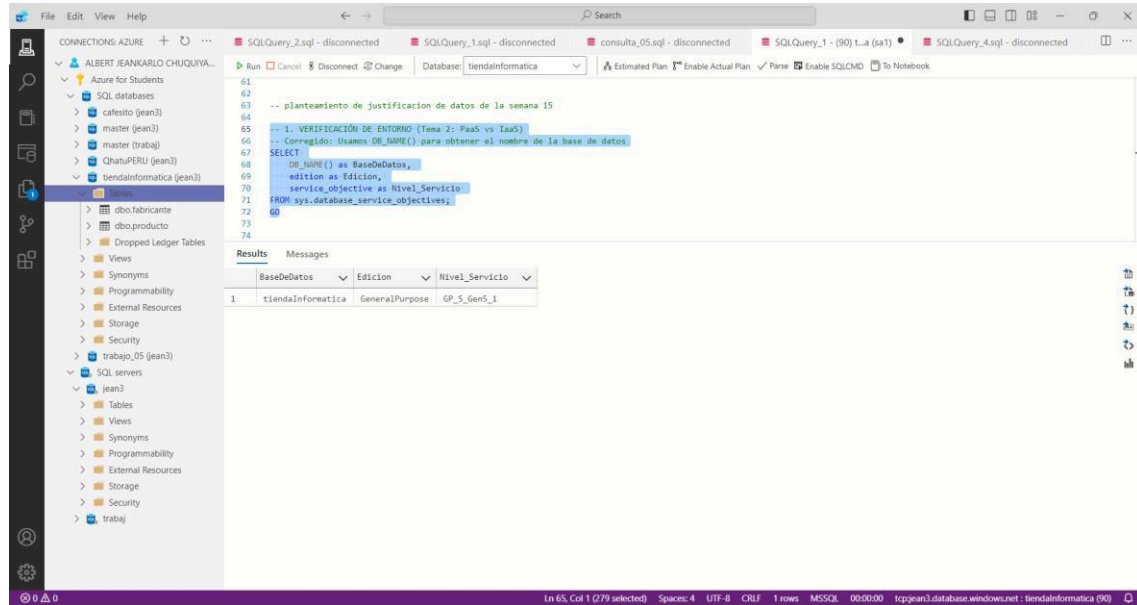 File Edit View Help
Search
CONNECTIONS: AZURE
ALBERT JEANKARLO CHUQUIYA...
Azure for Students
SQL databases
cafesito (jean3)
master (jean3)
master (trabaj)
QhatuPERU (jean3)
tiendaInformatica (jean3)
Tables
dbo.fabricante
dbo.producto
Dropped Ledger Tables
Views
Synonyms
Programmability
External Resources
Storage
Security
trabajo_05 (jean3)
SQL servers
jean3
Tables
Views
Synonyms
Programmability
External Resources
Storage
Security
trabaj
SQLQuery_2.sql - disconnected
SQLQuery_1.sql - disconnected
consulta_05.sql - disconnected
SQLQuery_1 - (90) t...a (sa1)
SQLQuery_4.sql - disconnected
Run Cancel Disconnect Change Database: tiendaInformatica Estimated Plan Enable Actual Plan Parse Enable SQLCMD To Notebook
61
62
63 -- planteamiento de justificacion de datos de la semana 15
64
65 -- 1. VERIFICACIÓN DE ENTORNO (Tema 2: PaaS vs IaaS)
66 -- Corregido: Usamos DB_NAME() para obtener el nombre de la base de datos
67 SELECT
68 DB_NAME() as BaseDeDatos,
69 edition as Edicion,
70 service_objective as Nivel_Servicio
71 FROM sys.database_service_objectives;
72 GO
73
74
Results Messages
BaseDeDatos Edicion Nivel_Servicio
1 tiendaInformatica GeneralPurpose GP_S_Gen5_1
1
0 0
Ln 65, Col 1 (279 selected) Spaces: 4 UTF-8 CRLF 1 rows MSSQL 00:00:00 tcp:jean3.database.windows.net : tiendaInformatica (90)